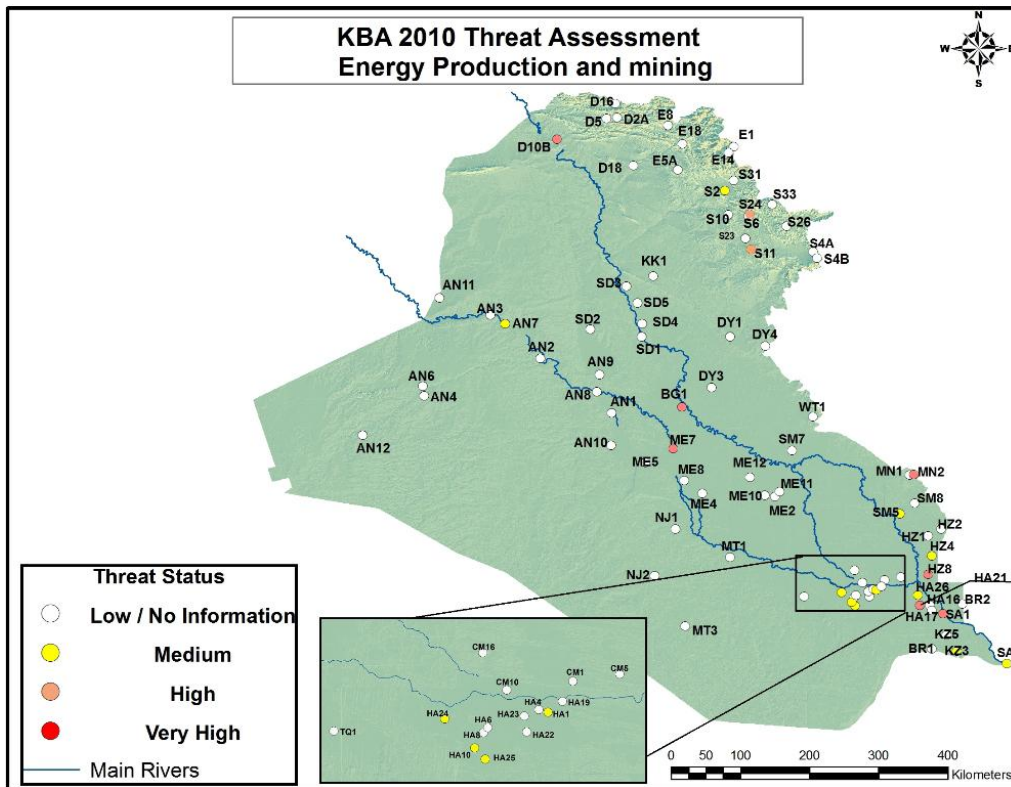 KBA 2010 Threat Assessment
Energy Production and mining
N
W
S
D16
D5 D2A E8
D10B E18 E1
D18 E5A E14
S31
S2 S33
S24
S10 S6 S26
S23
S11 S4A
S4B
KK1
AN11 SD3
AN3 SD5
AN7 SD2 SD4 DY1
SD1 DY4
AN2
AN9
AN6 DY3
AN4 AN8 BG1
AN1 WT1
AN12 AN10 ME7 SM7
ME5
ME8 ME12 MN1 MN2
ME4 ME10 ME11
ME2 SM8
SM5
NJ1 HZ1 HZ2
MT1 HZ4
NJ2 HZ8
HA21
HA26
HA16 BR2
HA17 SA1
MT3 KZ5
BR1 KZ3
SA
Threat Status
Low / No Information
Medium
High
Very High
Main Rivers
CM16
CM1 CM5
CM10
HA4 HA19
HA24 HA23 HA1
HA6
TQ1 HA8 HA22
HA10
HA25
0 50 100 200 300 400
Kilometers